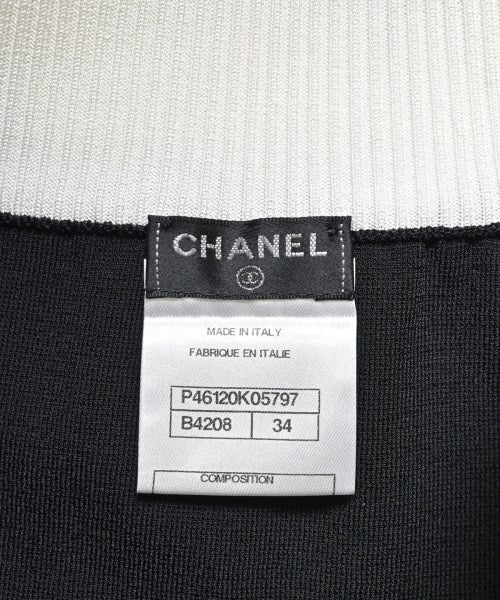 CHANEL
MADE IN ITALY
FABRIQUE EN ITALIE
P46120K05797
B4208 34
COMPOSITION